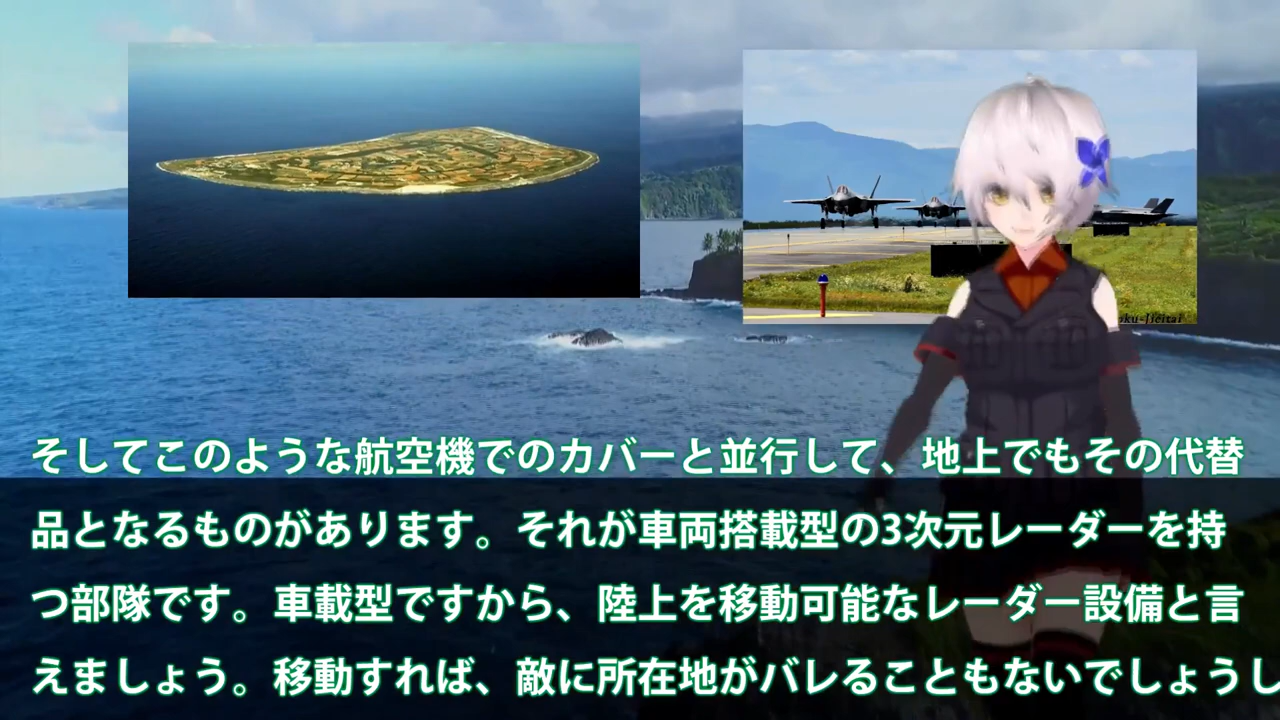 そしてこのような航空機でのカバーと並行して、地上でもその代替
品となるものがあります。それが車両搭載型の3次元レーダーを持
つ部隊です。車載型ですから、陸上を移動可能なレーダー設備と言
えましょう。移動すれば、敵に所在地がバレることもないでしょうし